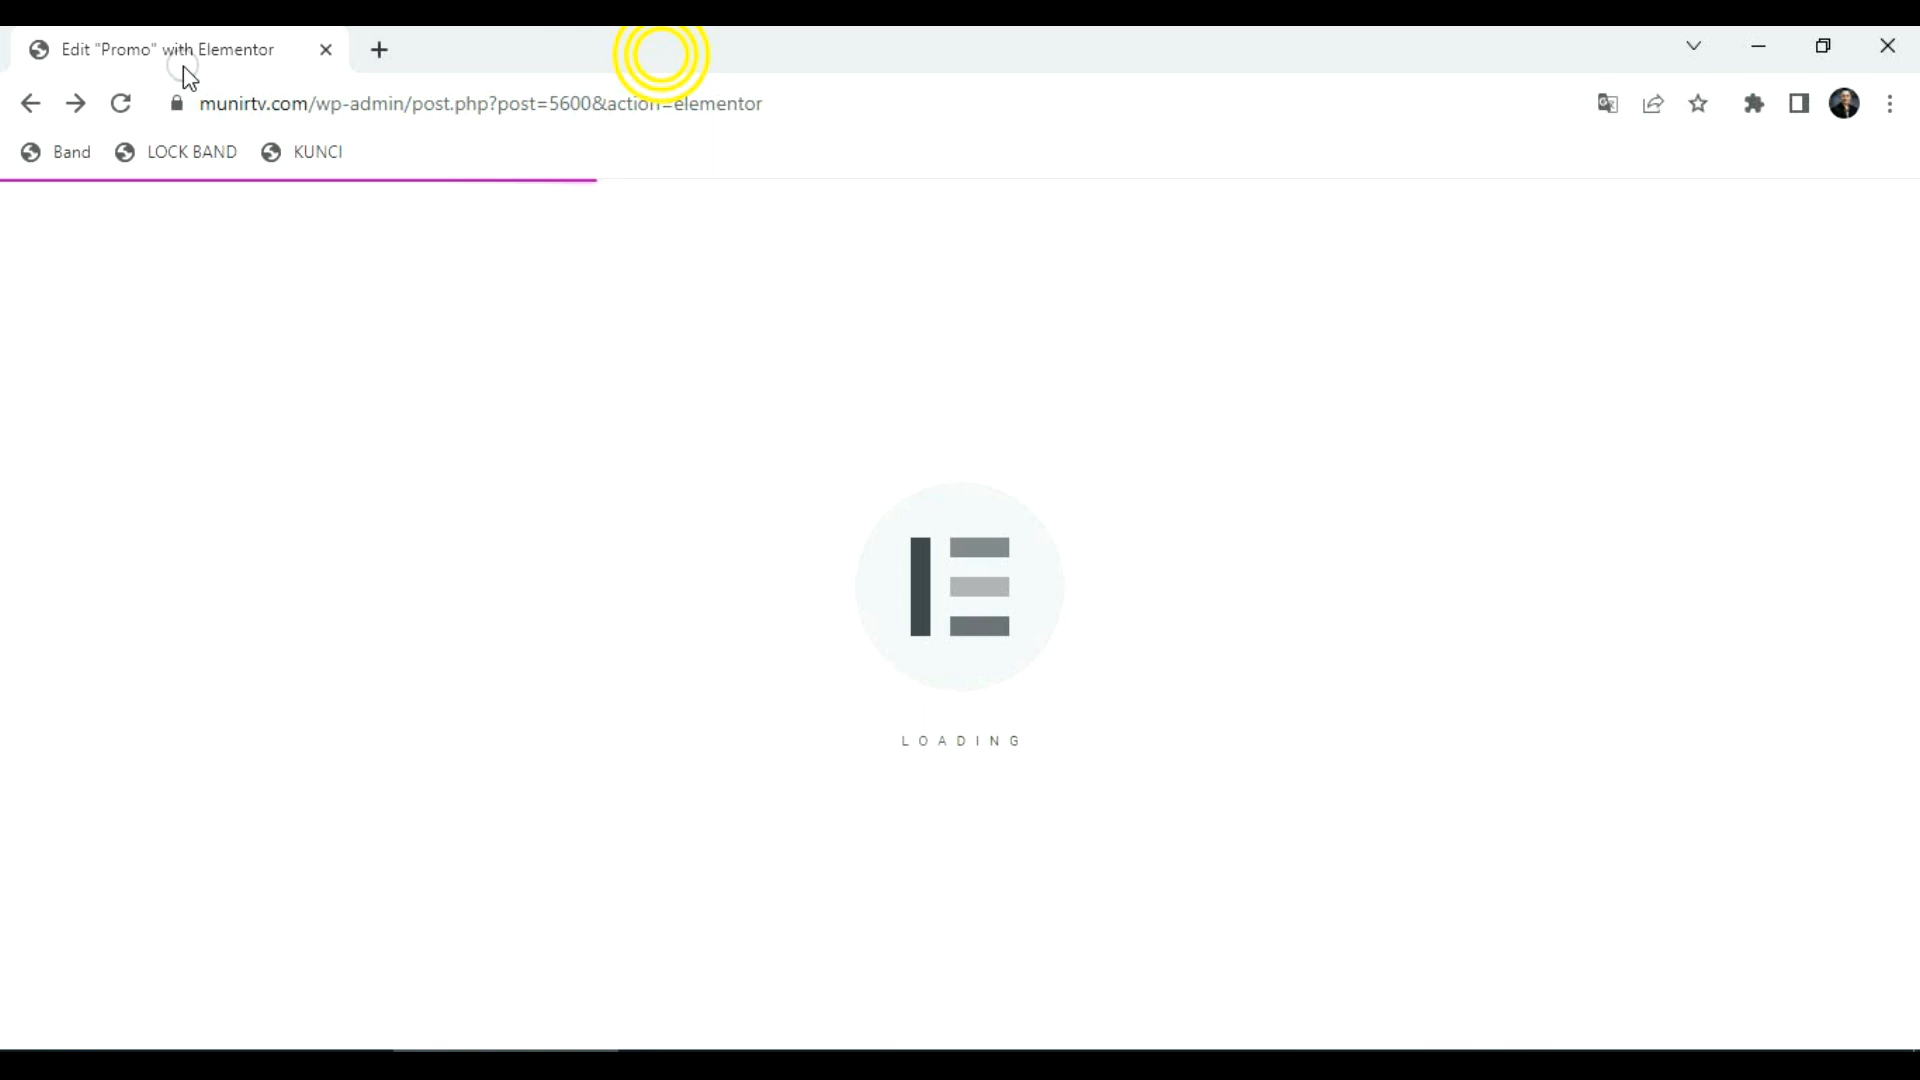 Edit "Promo" with Elementor
munirtv.com/wp-admin/post.php?post=5600&action=elementor
Band
LOCK BAND
KUNCI
LOADING